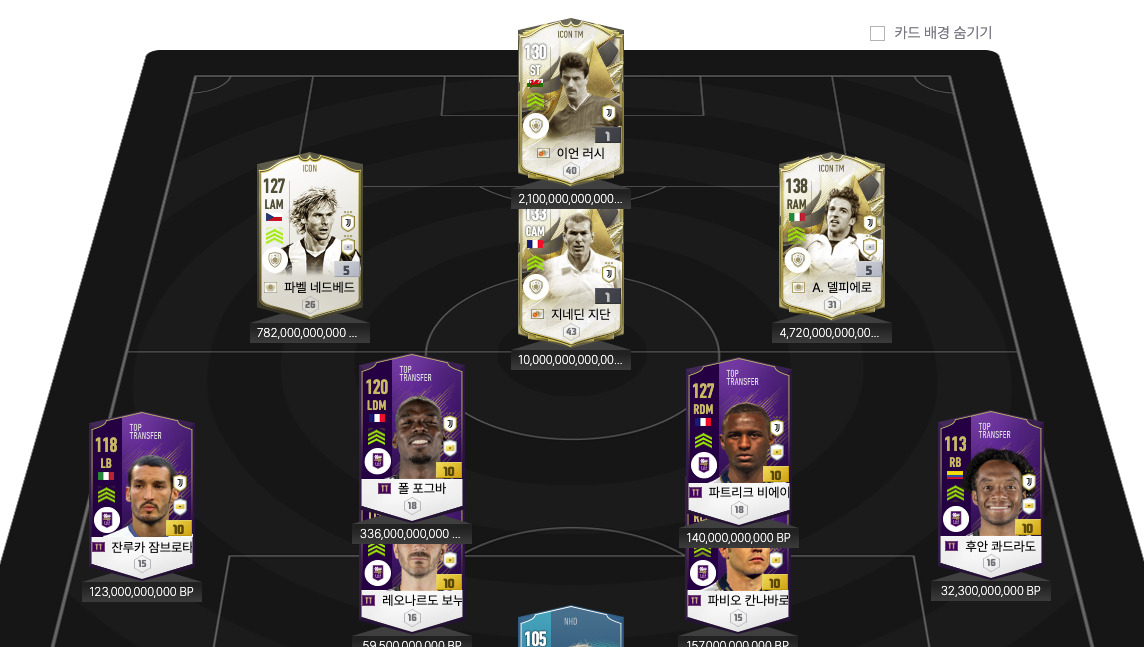 카드 배경 숨기기
ICON TM
130
ST
1
이언 러시
40
2,100,000,000,000...
ICON
127
LAM
5
파벨 네드베드
26
782,000,000,000 ...
133
CAM
1
지네딘 지단
43
10,000,000,000,00...
ICON TM
138
RAM
5
A. 델피에로
31
4,720,000,000,00...
TOP
TRANSFER
118
LB
10
잔루카 잠브로타
15
123,000,000,000 BP
TOP
TRANSFER
120
LDM
10
폴 포그바
18
336,000,000,000 ...
TOP
TRANSFER
127
RDM
10
파트리크 비에이
18
140,000,000,000 BP
TOP
TRANSFER
113
RB
10
후안 콰드라도
16
32,300,000,000 BP
10
레오나르도 보누
16
59,500,000,000 BP
10
파비오 칸나바로
15
157,000,000,000 BP
NHD
105